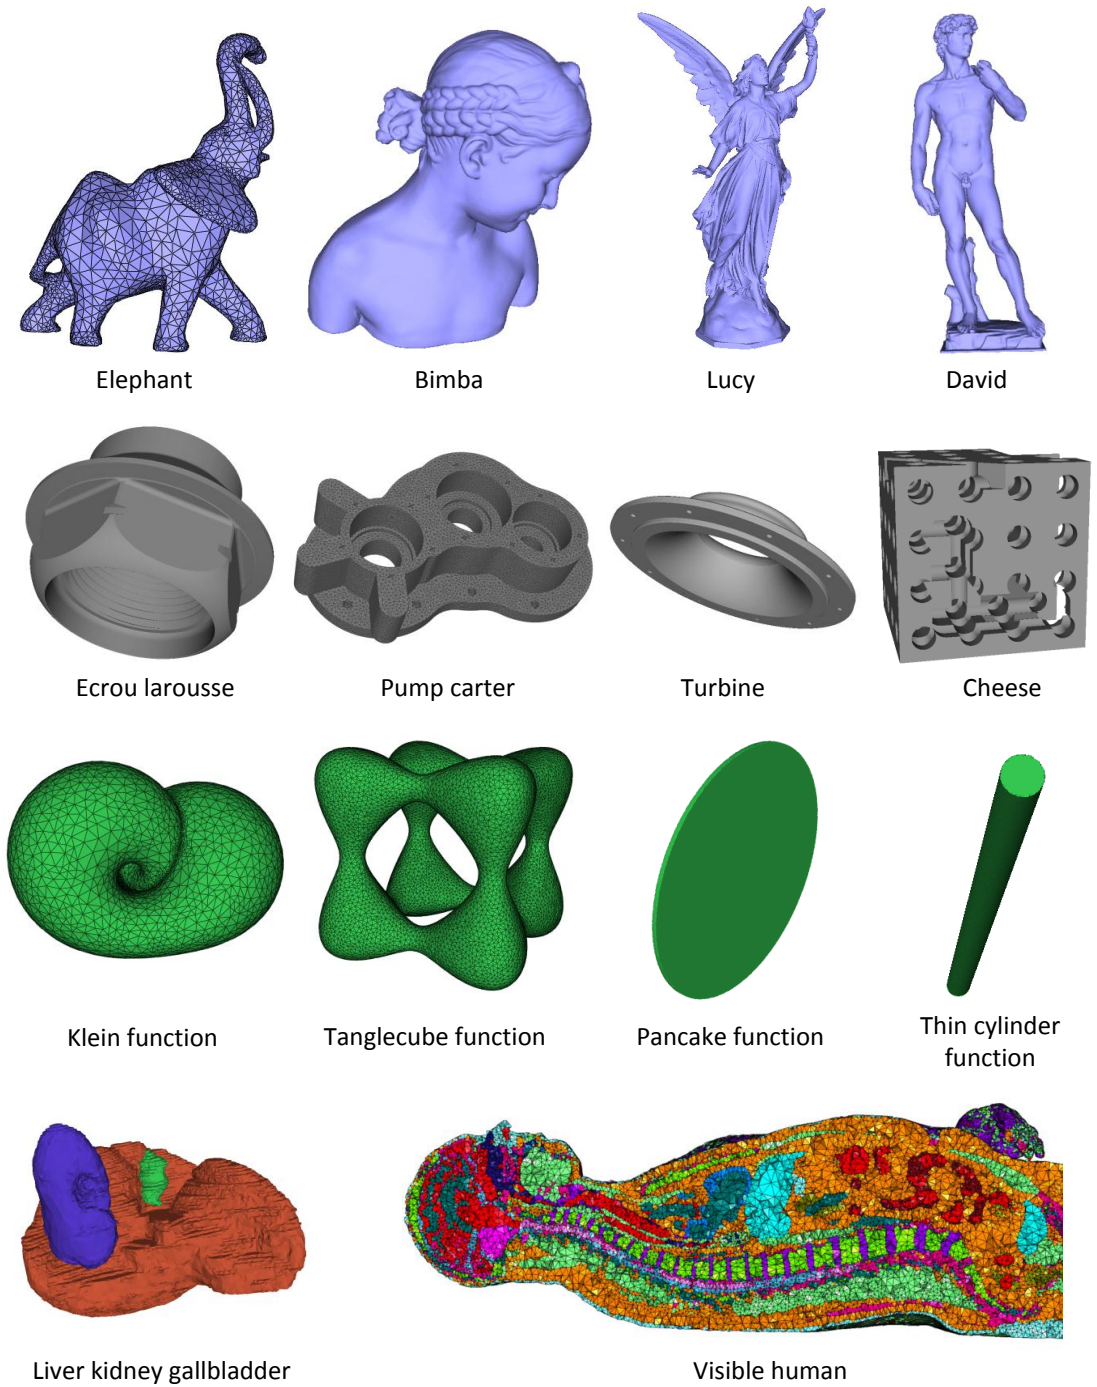 Elephant
Bimba
Lucy
David
Ecrou larousse
Pump carter
Turbine
Cheese
Klein function
Tanglecube function
Pancake function
Thin cylinder
function
Liver kidney gallbladder
Visible human